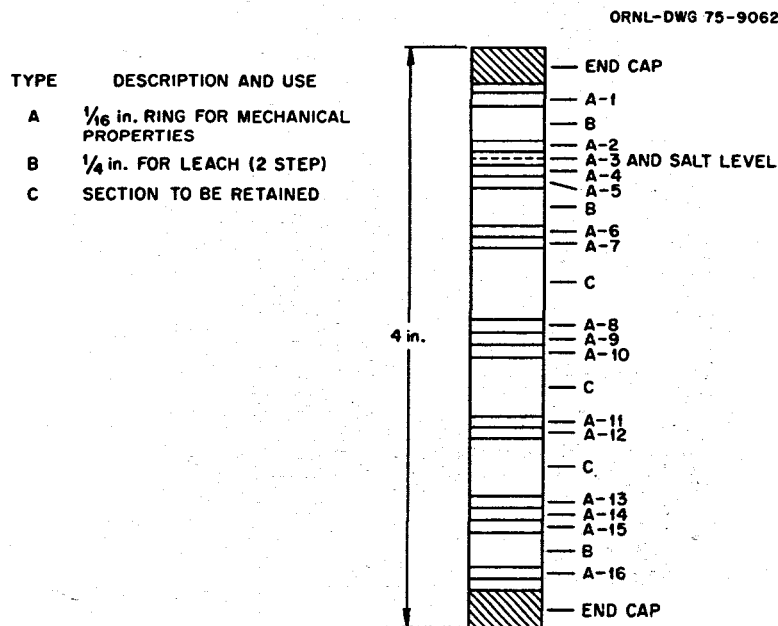 ORNL-DWG 75-9062
TYPE DESCRIPTION AND USE
A 1/16 in. RING FOR MECHANICAL
PROPERTIES
B 1/4 in. FOR LEACH (2 STEP)
C SECTION TO BE RETAINED
4 in.
END CAP
A-1
B
A-2
A-3 AND SALT LEVEL
A-4
A-5
B
A-6
A-7
C
A-8
A-9
A-10
C
A-11
A-12
C
A-13
A-14
A-15
B
A-16
END CAP